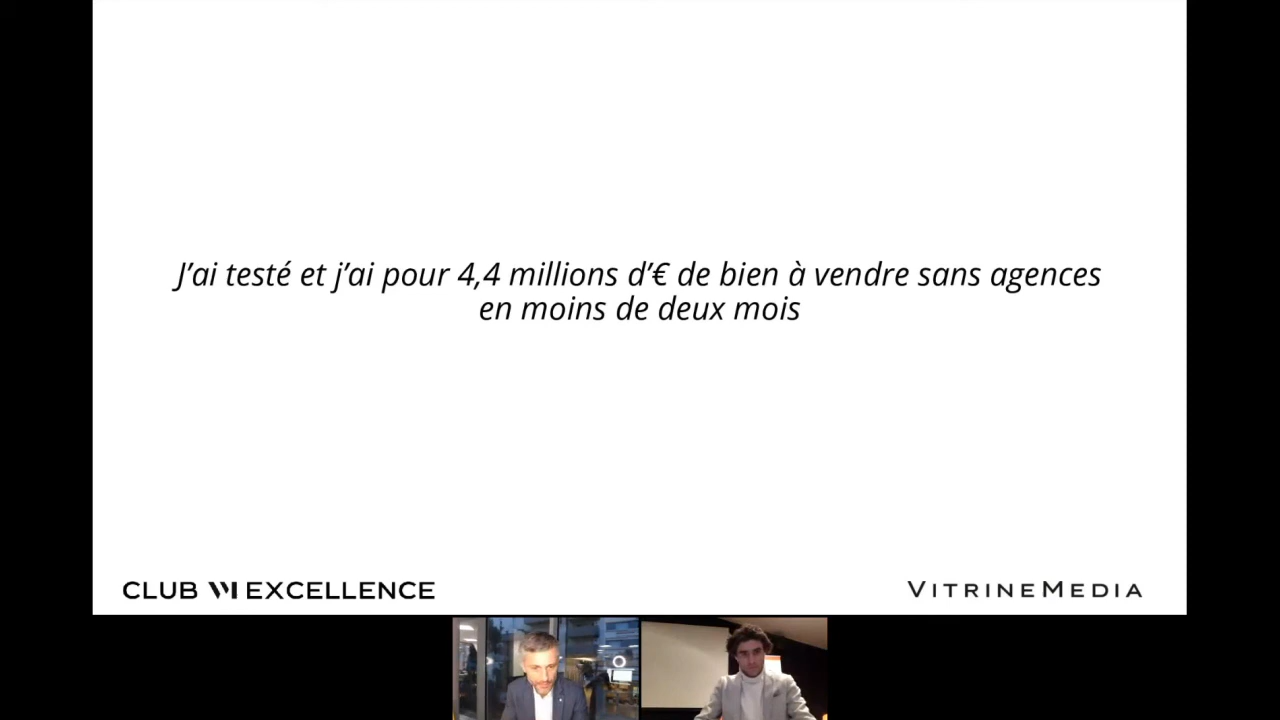 J’ai testé et j’ai pour 4,4 millions d’€ de bien à vendre sans agences
en moins de deux mois
CLUB VM EXCELLENCE
VITRINEMEDIA